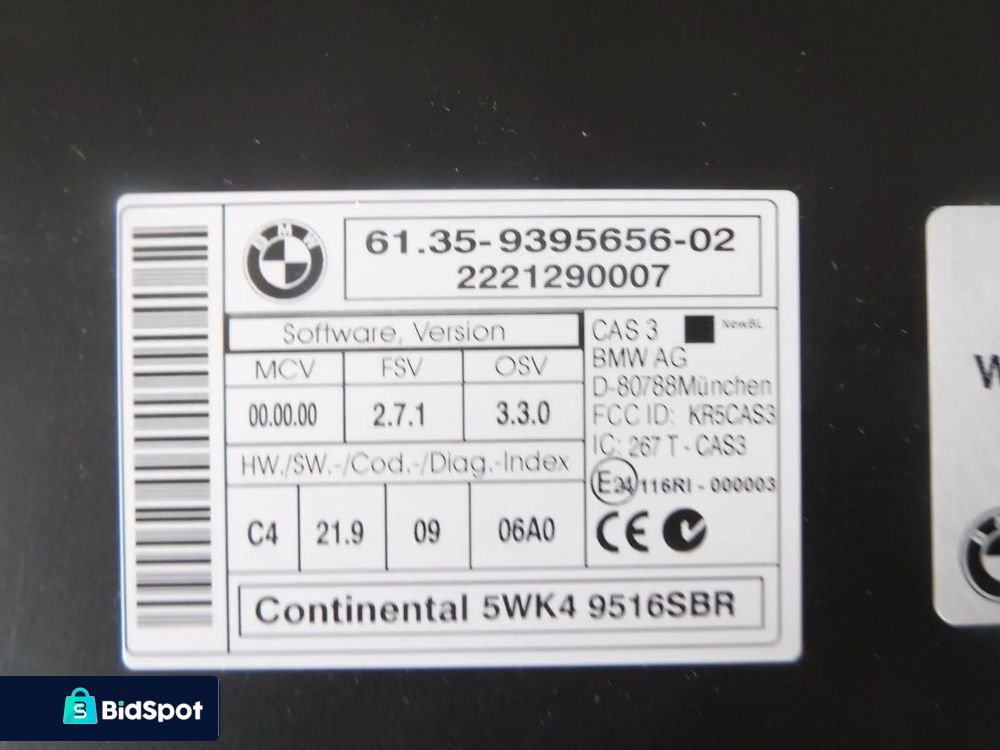 BMW
61.35-9395656-02
2221290007
Software, Version
MCV FSV OSV
00.00.00 2.7.1 3.3.0
HW./SW.-/Cod.-/Diag.-Index
C4 21.9 09 06A0
CAS 3 NewBL
BMW AG
D-80788München
FCC ID: KR5CAS3
IC: 267 T - CAS3
E24 116RI - 000003
CE
Continental 5WK4 9516SBR
W
BidSpot